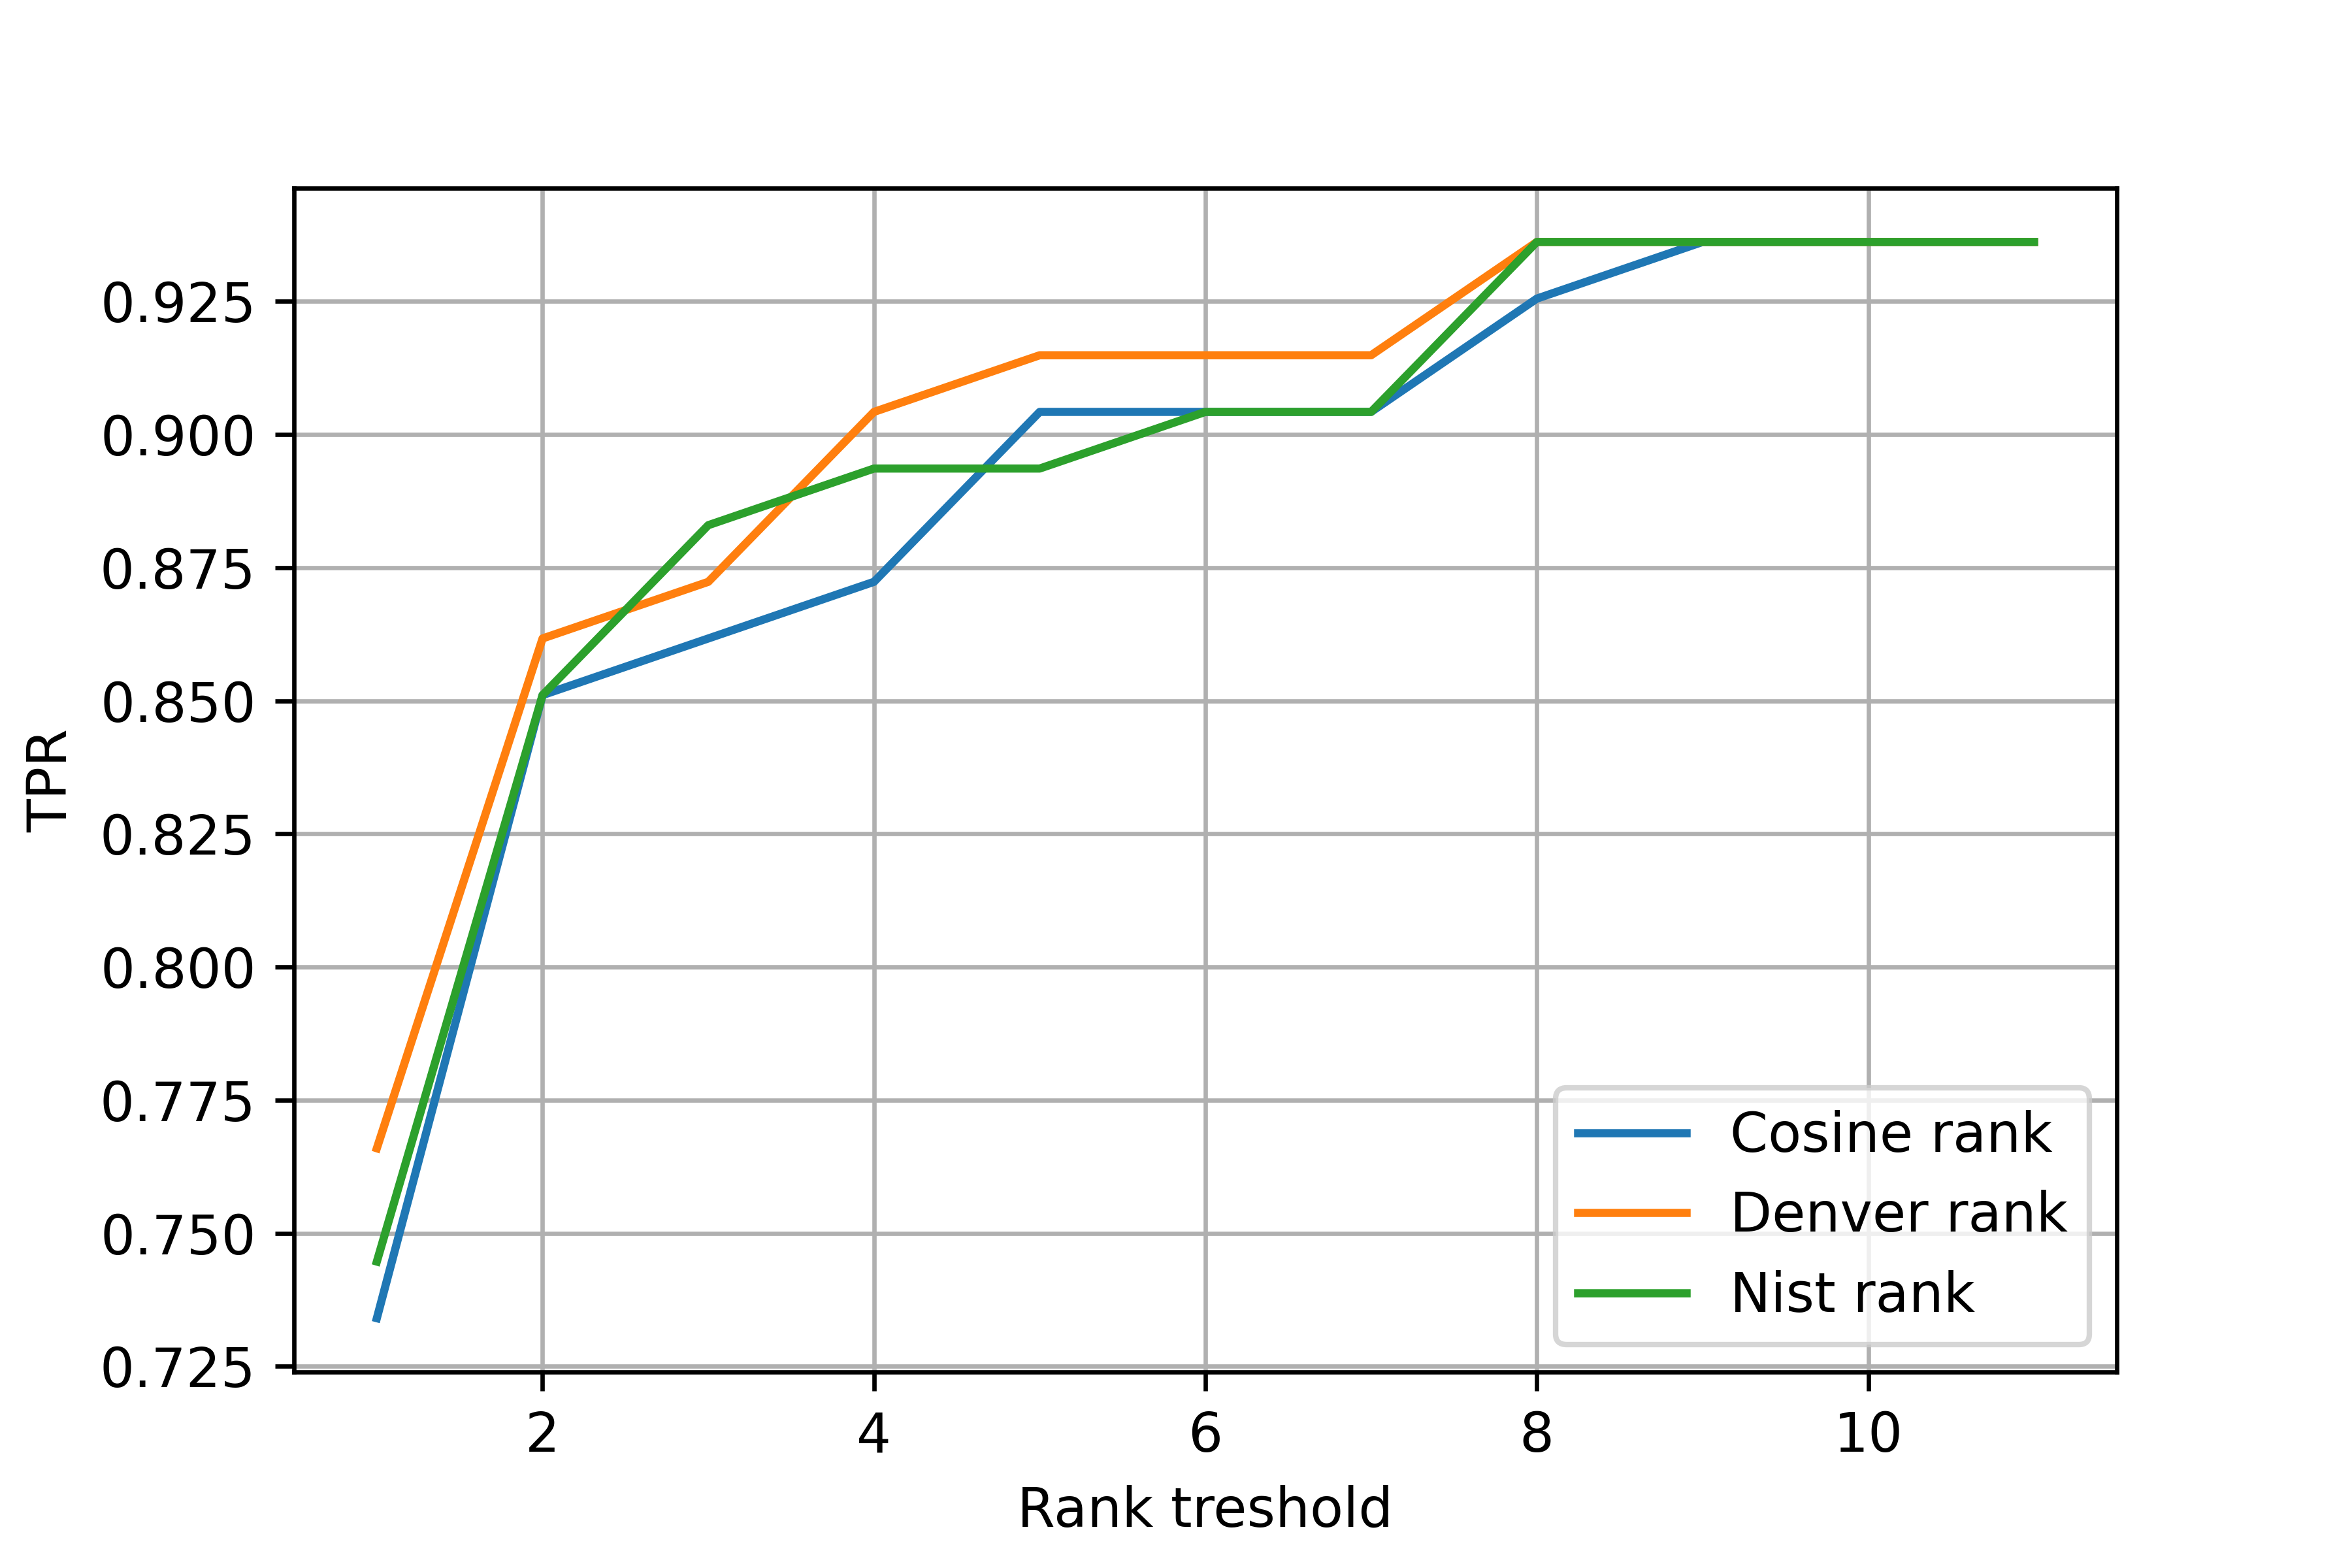 0.925
0.900
0.875
0.850
0.825
0.800
0.775
0.750
0.725
TPR
2 4 6 8 10
Rank treshold
Cosine rank
Denver rank
Nist rank